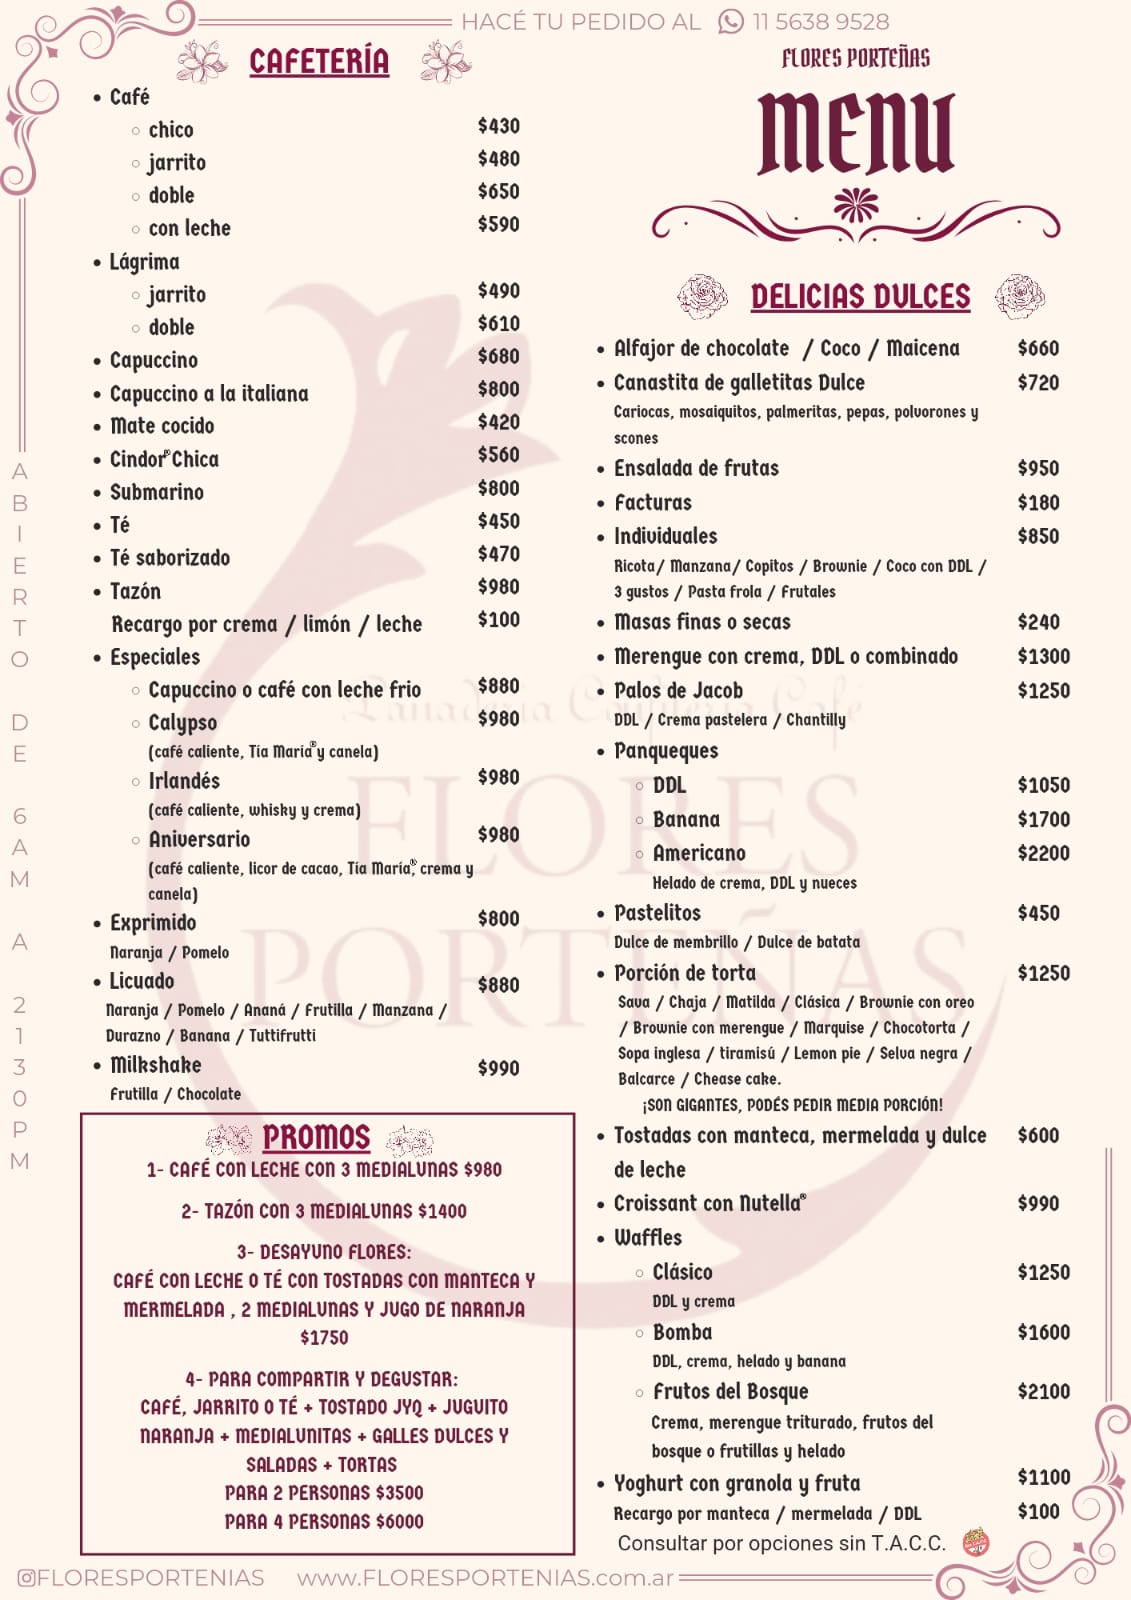 HACÉ TU PEDIDO AL 11 5638 9528
CAFETERÍA
• Café
○ chico $430
○ jarrito $480
○ doble $650
○ con leche $590
• Lágrima
○ jarrito $490
○ doble $610
• Capuccino $680
• Capuccino a la italiana $800
• Mate cocido $420
• Cindor® Chica $560
• Submarino $800
• Té $450
• Té saborizado $470
• Tazón $980
Recargo por crema / limón / leche $100
• Especiales
○ Capuccino o café con leche frio $880
○ Calypso $980
(café caliente, Tía María® y canela)
○ Irlandés $980
(café caliente, whisky y crema)
○ Aniversario $980
(café caliente, licor de cacao, Tía María®, crema y
canela)
• Exprimido $800
Naranja / Pomelo
• Licuado $880
Naranja / Pomelo / Ananá / Frutilla / Manzana /
Durazno / Banana / Tuttifrutti
• Milkshake $990
Frutilla / Chocolate
PROMOS
1- CAFÉ CON LECHE CON 3 MEDIALUNAS $980
2- TAZÓN CON 3 MEDIALUNAS $1400
3- DESAYUNO FLORES:
CAFÉ CON LECHE O TÉ CON TOSTADAS CON MANTECA Y
MERMELADA , 2 MEDIALUNAS Y JUGO DE NARANJA
$1750
4- PARA COMPARTIR Y DEGUSTAR:
CAFÉ, JARRITO O TÉ + TOSTADO JYQ + JUGUITO
NARANJA + MEDIALUNITAS + GALLES DULCES Y
SALADAS + TORTAS
PARA 2 PERSONAS $3500
PARA 4 PERSONAS $6000
FLORES PORTEÑAS
MENU
DELICIAS DULCES
• Alfajor de chocolate / Coco / Maicena $660
• Canastita de galletitas Dulce $720
Cariocas, mosaiquitos, palmeritas, pepas, polvorones y
scones
• Ensalada de frutas $950
• Facturas $180
• Individuales $850
Ricota/ Manzana/ Copitos / Brownie / Coco con DDL /
3 gustos / Pasta frola / Frutales
• Masas finas o secas $240
• Merengue con crema, DDL o combinado $1300
• Palos de Jacob $1250
DDL / Crema pastelera / Chantilly
• Panqueques
○ DDL $1050
○ Banana $1700
○ Americano $2200
Helado de crema, DDL y nueces
• Pastelitos $450
Dulce de membrillo / Dulce de batata
• Porción de torta $1250
Sava / Chaja / Matilda / Clásica / Brownie con oreo
/ Brownie con merengue / Marquise / Chocotorta /
Sopa inglesa / tiramisú / Lemon pie / Selva negra /
Balcarce / Chease cake.
¡SON GIGANTES, PODÉS PEDIR MEDIA PORCIÓN!
• Tostadas con manteca, mermelada y dulce $600
de leche
• Croissant con Nutella® $990
• Waffles
○ Clásico $1250
DDL y crema
○ Bomba $1600
DDL, crema, helado y banana
○ Frutos del Bosque $2100
Crema, merengue triturado, frutos del
bosque o frutillas y helado
• Yoghurt con granola y fruta $1100
Recargo por manteca / mermelada / DDL $100
Consultar por opciones sin T.A.C.C.
ABIERTO DE 6AM A 2130PM
Panaderia Confiteria Café
FLORES
PORTEÑAS
@FLORESPORTENIAS www.FLORESPORTENIAS.com.ar